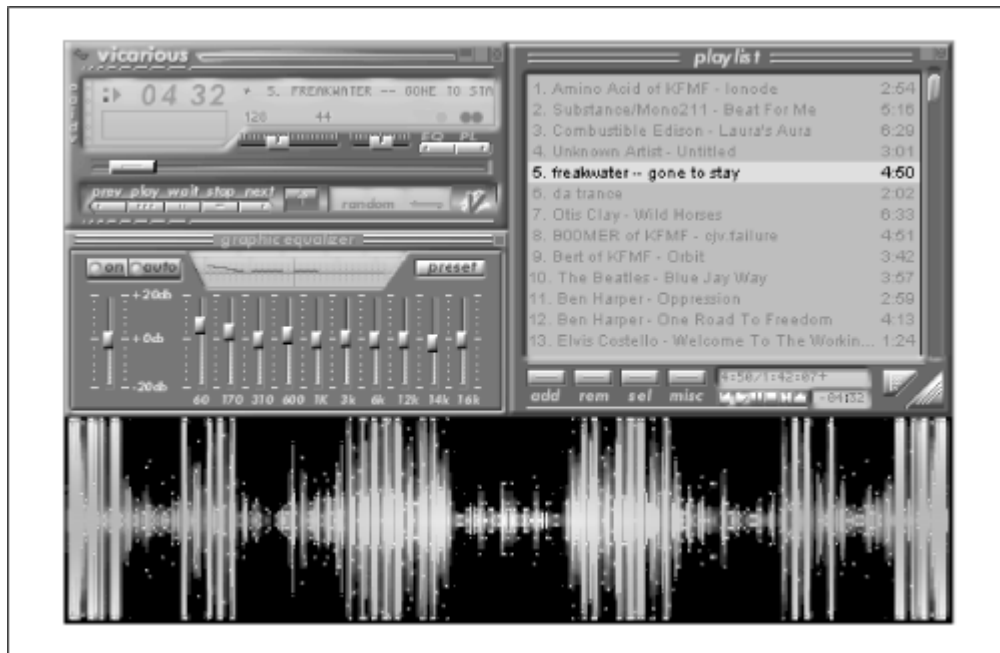 vicarious
04 32
5. FREAKWATER -- GONE TO STA
128 44
EQ PL
prev play wait stop next
random
graphic equalizer
on auto
preset
+20db
+0db
-20db
60 170 310 600 1K 3k 6k 12k 14k 16k
playlist
1. Amino Acid of KFMF - Ionode 2:54
2. Substance/Mono211 - Beat For Me 5:16
3. Combustible Edison - Laura's Aura 6:29
4. Unknown Artist - Untitled 3:01
5. freakwater -- gone to stay 4:50
6. da trance 2:02
7. Otis Clay - Wild Horses 6:33
8. BOOMER of KFMF - cjv.failure 4:51
9. Bert of KFMF - Orbit 3:42
10. The Beatles - Blue Jay Way 3:57
11. Ben Harper - Oppression 2:59
12. Ben Harper - One Road To Freedom 4:13
13. Elvis Costello - Welcome To The Workin... 1:24
add rem sel misc
4:50/1:42:07+
-04:32